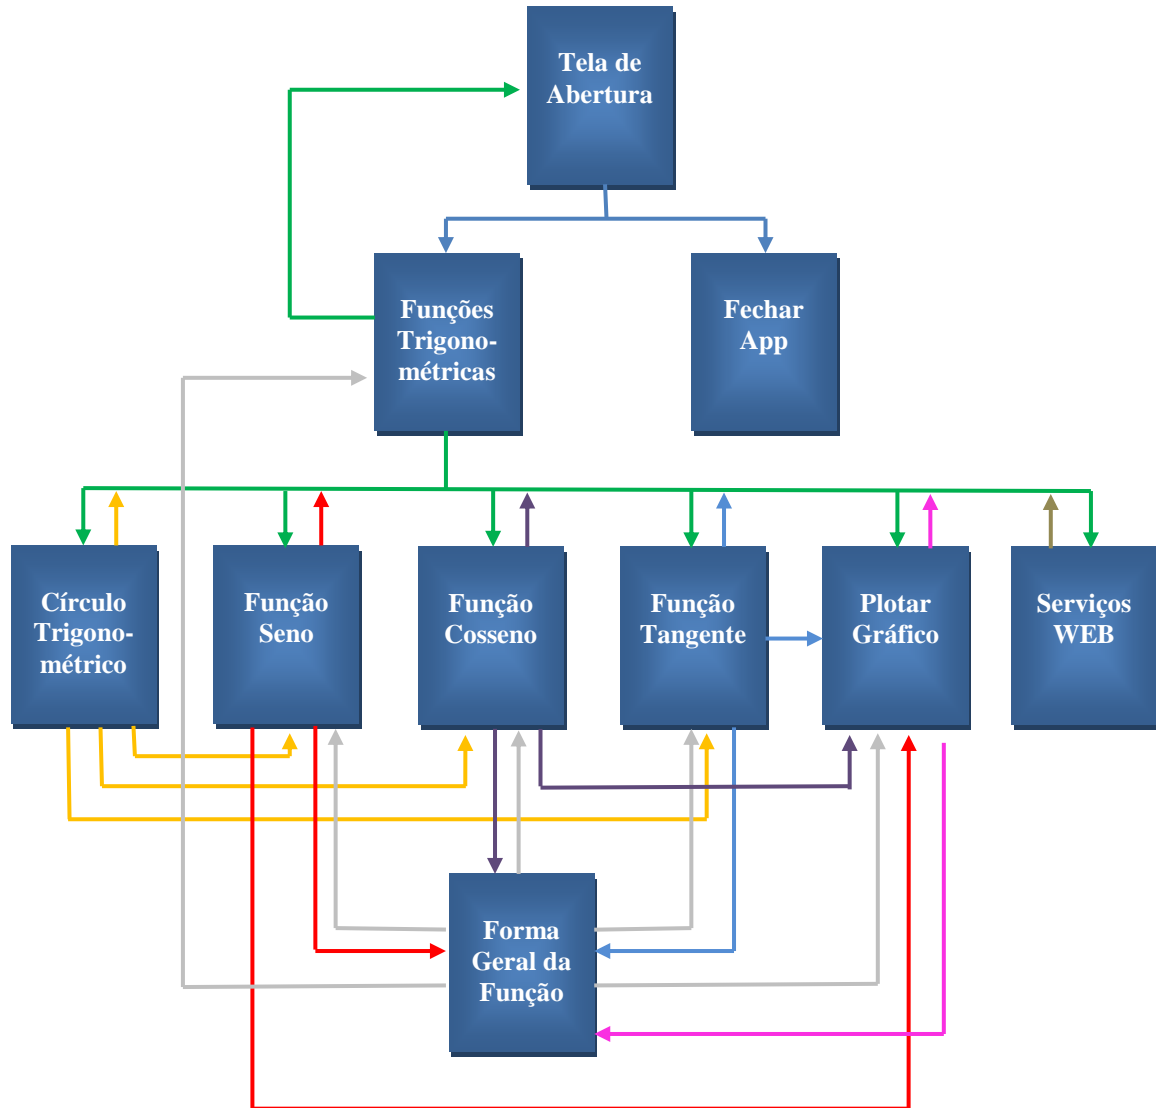 Tela de
Abertura
Funções
Trigono-
métricas
Fechar
App
Círculo
Trigono-
métrico
Função
Seno
Função
Cosseno
Função
Tangente
Plotar
Gráfico
Serviços
WEB
Forma
Geral da
Função